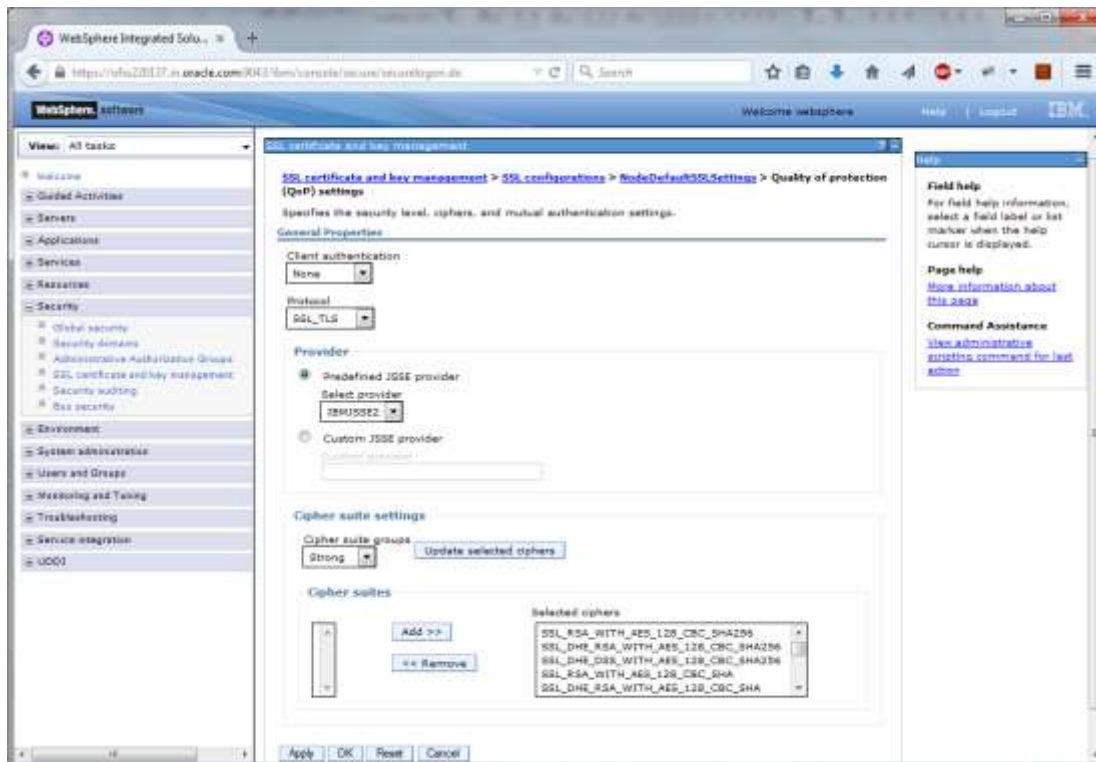 WebSphere Integrated Solu...
Search
WebSphere. software
Welcome websphere
Help | Logout
IBM.
View: All tasks
Welcome
Guided Activities
Servers
Applications
Services
Resources
Security
Global security
Security domains
Administrative Authorization Groups
SSL certificate and key management
Security auditing
Bus security
Environment
System administration
Users and Groups
Monitoring and Tuning
Troubleshooting
Service integration
UDDI
SSL certificate and key management
SSL certificate and key management > SSL configurations > NodeDefaultSSLSettings > Quality of protection
(QoP) settings
Specifies the security level, ciphers, and mutual authentication settings.
General Properties
Client authentication
None
Protocol
SSL_TLS
Provider
Predefined JSSE provider
Select provider
IBMJSSE2
Custom JSSE provider
Custom provider
Cipher suite settings
Cipher suite groups
Strong
Update selected ciphers
Cipher suites
Add >>
<< Remove
Selected ciphers
SSL_RSA_WITH_AES_128_CBC_SHA256
SSL_DHE_RSA_WITH_AES_128_CBC_SHA256
SSL_DHE_DSS_WITH_AES_128_CBC_SHA256
SSL_RSA_WITH_AES_128_CBC_SHA
SSL_DHE_RSA_WITH_AES_128_CBC_SHA
Apply
OK
Reset
Cancel
Help
Field help
For field help information,
select a field label or list
marker when the help
cursor is displayed.
Page help
More information about
this page
Command Assistance
View administrative
scripting command for last
action